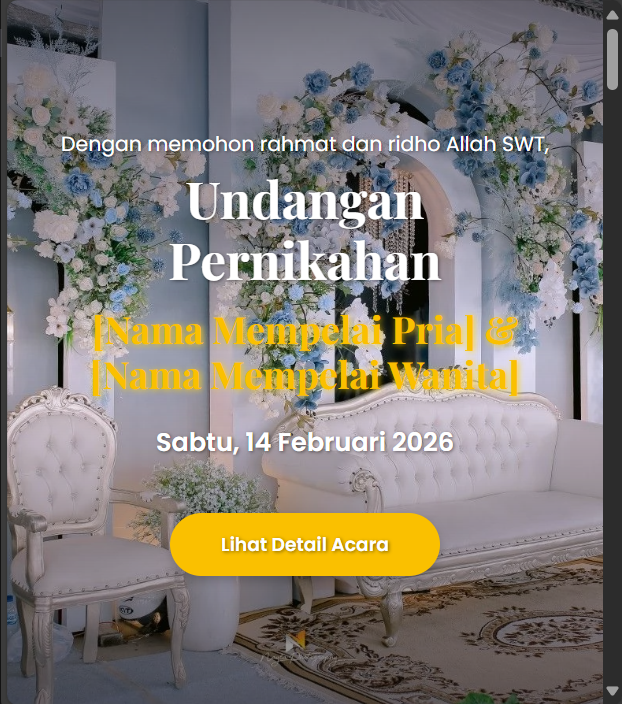 Dengan memohon rahmat dan ridho Allah SWT,
Undangan
Pernikahan
[Nama Mempelai Pria] &
[Nama Mempelai Wanita]
Sabtu, 14 Februari 2026
Lihat Detail Acara